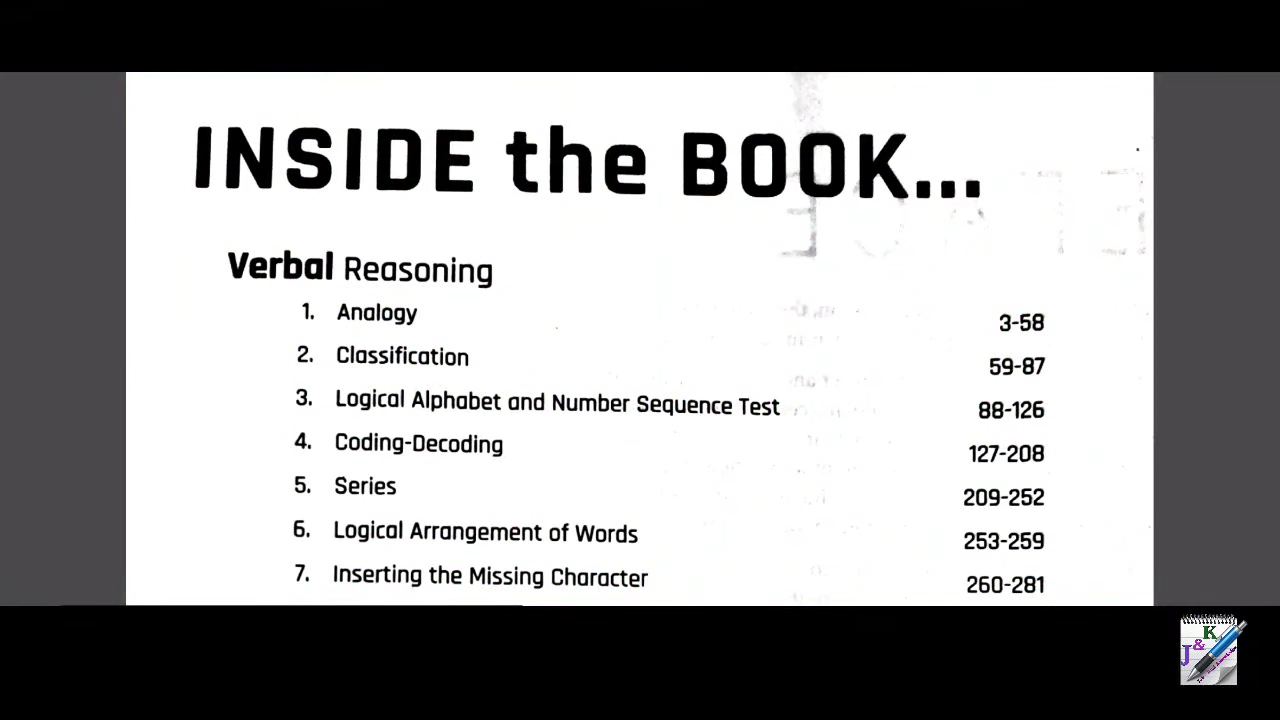 INSIDE the BOOK...
Verbal Reasoning
1. Analogy 3-58
2. Classification 59-87
3. Logical Alphabet and Number Sequence Test 88-126
4. Coding-Decoding 127-208
5. Series 209-252
6. Logical Arrangement of Words 253-259
7. Inserting the Missing Character 260-281
J&K